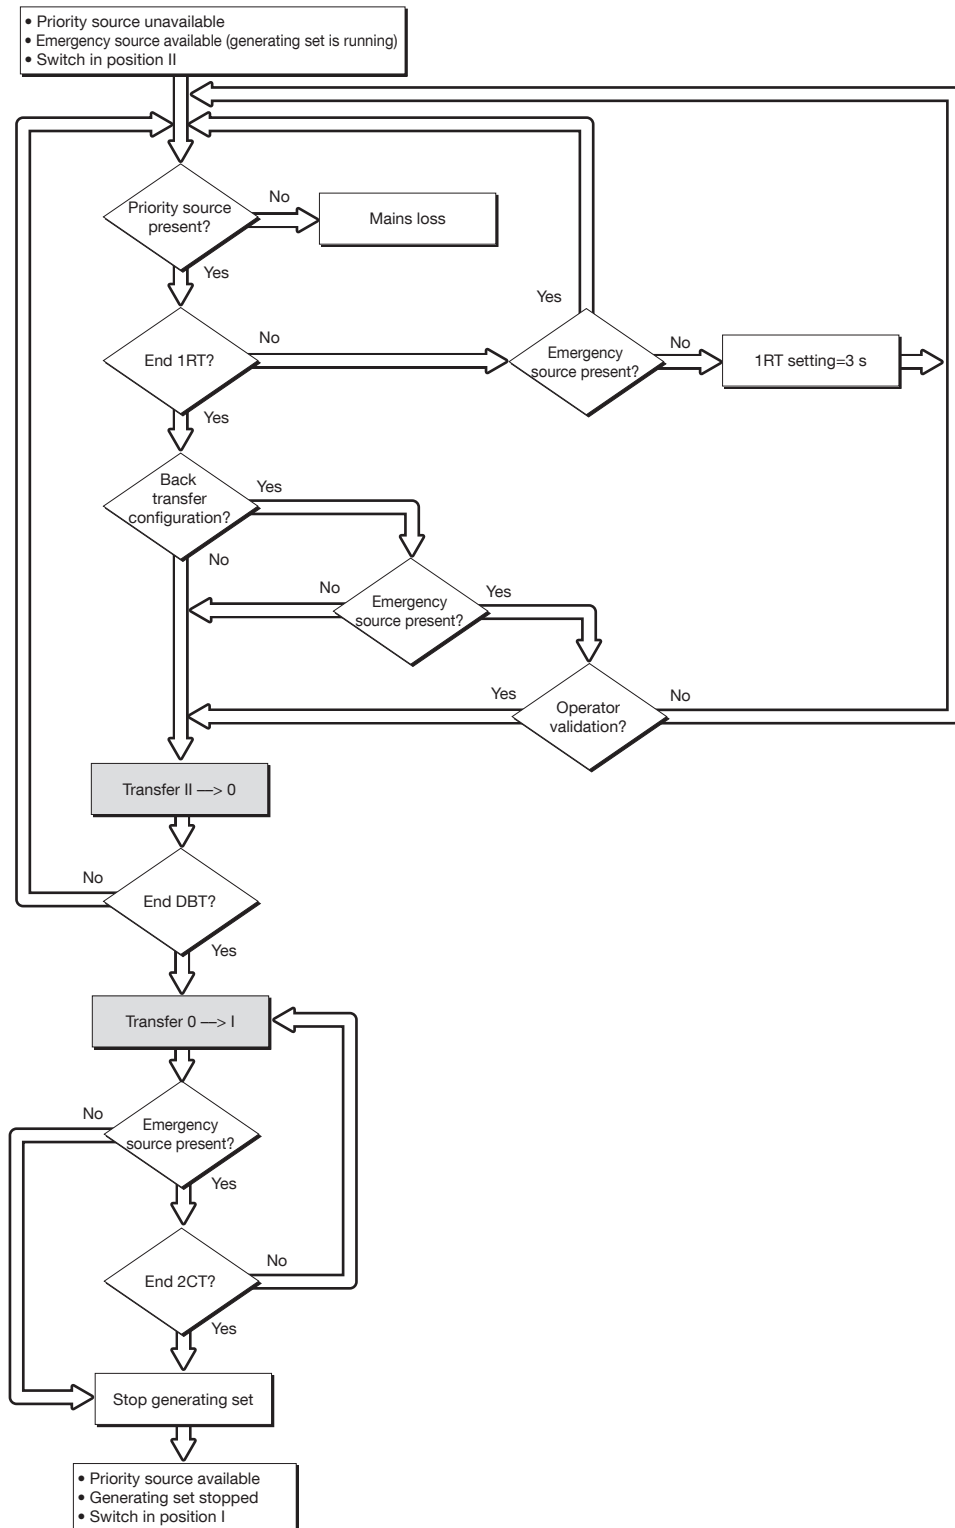 • Priority source unavailable
• Emergency source available (generating set is running)
• Switch in position II
Priority source
present?
No
Mains loss
Yes
End 1RT?
No
Yes
Emergency
source present?
No
1RT setting=3 s
Yes
Back
transfer
configuration?
Yes
No
Emergency
source present?
No
Yes
Operator
validation?
Yes
No
Transfer II —> 0
End DBT?
No
Yes
Transfer 0 —> I
Emergency
source present?
No
Yes
End 2CT?
No
Yes
Stop generating set
• Priority source available
• Generating set stopped
• Switch in position I